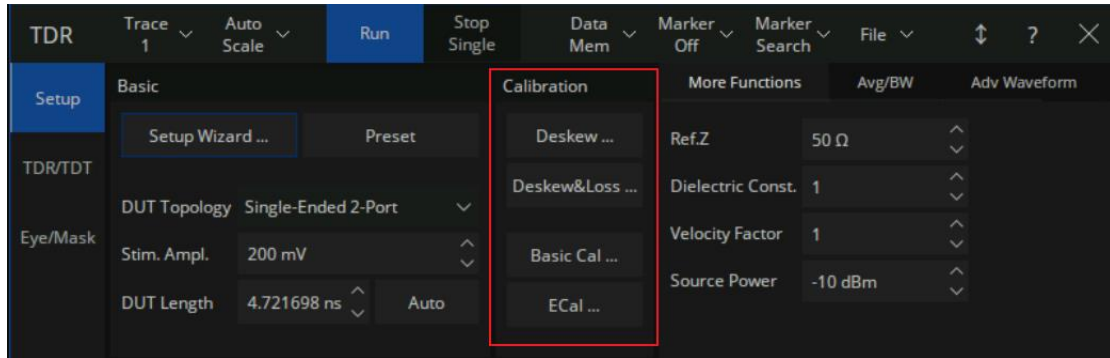 TDR
Trace
1
Auto
Scale
Run
Stop
Single
Data
Mem
Marker
Off
Marker
Search
File
?
Setup
TDR/TDT
Eye/Mask
Basic
Setup Wizard ...
Preset
DUT Topology Single-Ended 2-Port
Stim. Ampl. 200 mV
DUT Length 4.721698 ns Auto
Calibration
Deskew ...
Deskew&Loss ...
Basic Cal ...
ECal ...
More Functions
Avg/BW
Adv Waveform
Ref.Z 50 Ω
Dielectric Const. 1
Velocity Factor 1
Source Power -10 dBm